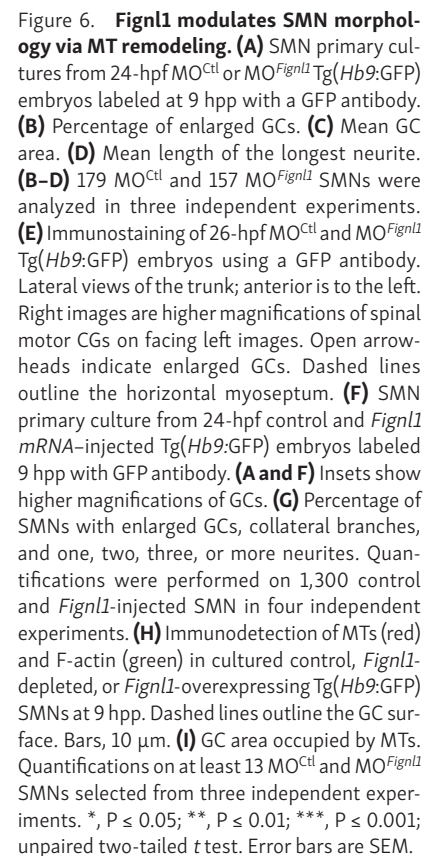 Figure 6. Fignl1 modulates SMN morphol-
ogy via MT remodeling. (A) SMN primary cul-
tures from 24-hpf MOCtl or MOFignl1 Tg(Hb9:GFP)
embryos labeled at 9 hpp with a GFP antibody.
(B) Percentage of enlarged GCs. (C) Mean GC
area. (D) Mean length of the longest neurite.
(B–D) 179 MOCtl and 157 MOFignl1 SMNs were
analyzed in three independent experiments.
(E) Immunostaining of 26-hpf MOCtl and MOFignl1
Tg(Hb9:GFP) embryos using a GFP antibody.
Lateral views of the trunk; anterior is to the left.
Right images are higher magnifications of spinal
motor CGs on facing left images. Open arrow-
heads indicate enlarged GCs. Dashed lines
outline the horizontal myoseptum. (F) SMN
primary culture from 24-hpf control and Fignl1
mRNA–injected Tg(Hb9:GFP) embryos labeled
9 hpp with GFP antibody. (A and F) Insets show
higher magnifications of GCs. (G) Percentage of
SMNs with enlarged GCs, collateral branches,
and one, two, three, or more neurites. Quan-
tifications were performed on 1,300 control
and Fignl1-injected SMN in four independent
experiments. (H) Immunodetection of MTs (red)
and F-actin (green) in cultured control, Fignl1-
depleted, or Fignl1-overexpressing Tg(Hb9:GFP)
SMNs at 9 hpp. Dashed lines outline the GC sur-
face. Bars, 10 µm. (I) GC area occupied by MTs.
Quantifications on at least 13 MOCtl and MOFignl1
SMNs selected from three independent exper-
iments. *, P ≤ 0.05; **, P ≤ 0.01; ***, P ≤ 0.001;
unpaired two-tailed t test. Error bars are SEM.